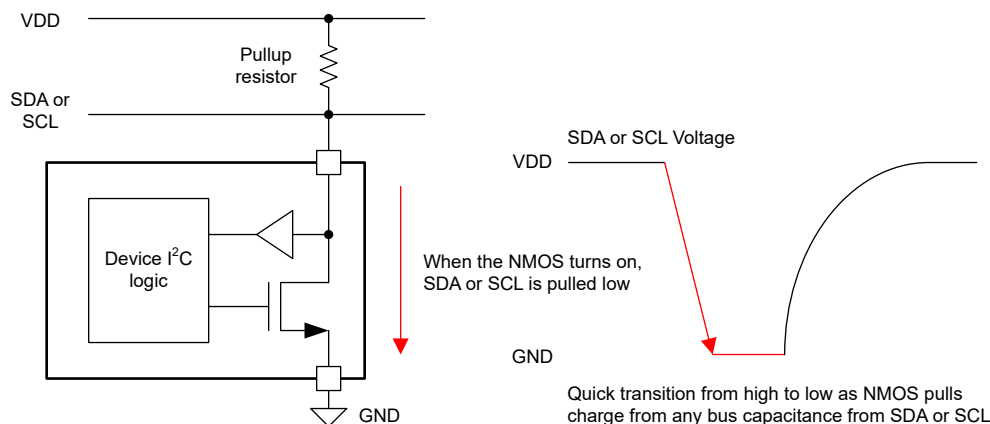 VDD
Pullup
resistor
SDA or
SCL
Device I²C
logic
When the NMOS turns on,
SDA or SCL is pulled low
GND
SDA or SCL Voltage
VDD
GND
Quick transition from high to low as NMOS pulls
charge from any bus capacitance from SDA or SCL